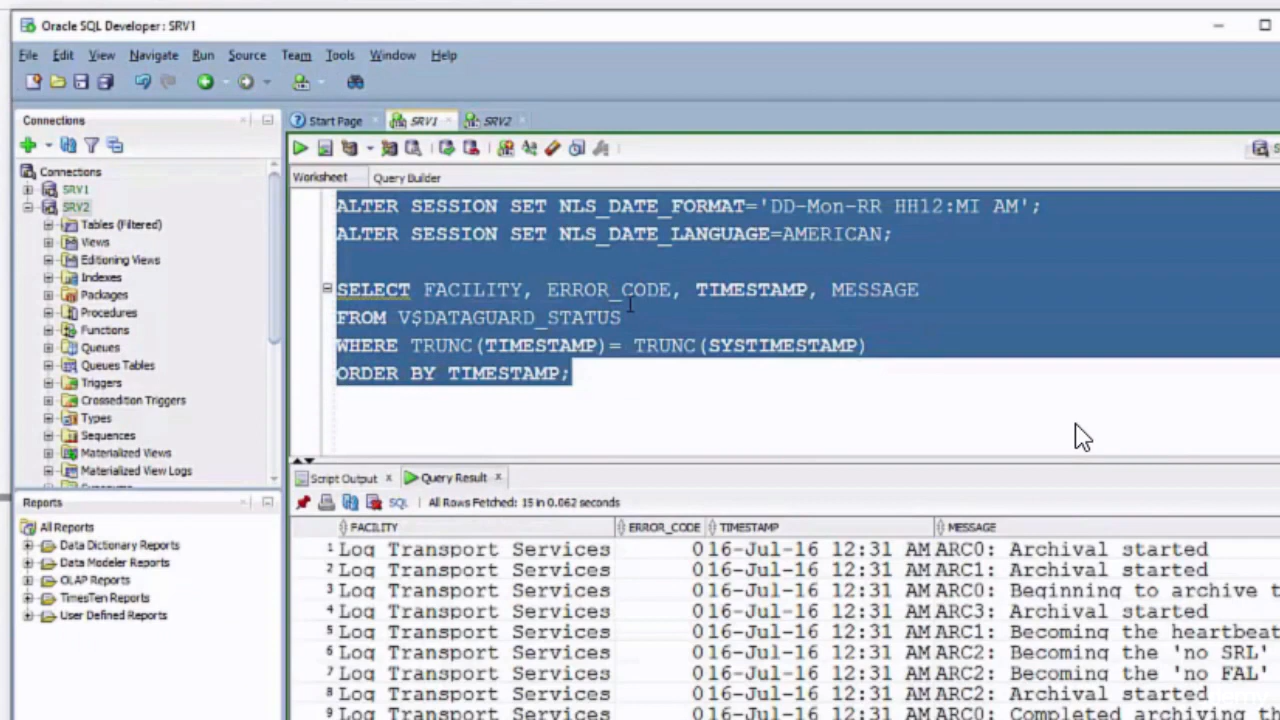 Oracle SQL Developer : SRV1
File Edit View Navigate Run Source Team Tools Window Help
Connections
Start Page SRV1 SRV2
Worksheet Query Builder
Connections
SRV1
SRV2
Tables (Filtered)
Views
Editioning Views
Indexes
Packages
Procedures
Functions
Queues
Queues Tables
Triggers
Crossedition Triggers
Types
Sequences
Materialized Views
Materialized View Logs
ALTER SESSION SET NLS_DATE_FORMAT='DD-Mon-RR HH12:MI AM';
ALTER SESSION SET NLS_DATE_LANGUAGE=AMERICAN;
SELECT FACILITY, ERROR_CODE, TIMESTAMP, MESSAGE
FROM V$DATAGUARD_STATUS
WHERE TRUNC(TIMESTAMP)= TRUNC(SYSTIMESTAMP)
ORDER BY TIMESTAMP;
Reports
All Reports
Data Dictionary Reports
Data Modeler Reports
OLAP Reports
TimesTen Reports
User Defined Reports
Script Output Query Result
SQL All Rows Fetched: 15 in 0.062 seconds
FACILITY ERROR_CODE TIMESTAMP MESSAGE
1 Log Transport Services 0 16-Jul-16 12:31 AM ARC0: Archival started
2 Log Transport Services 0 16-Jul-16 12:31 AM ARC1: Archival started
3 Log Transport Services 0 16-Jul-16 12:31 AM ARC0: Beginning to archive t
4 Log Transport Services 0 16-Jul-16 12:31 AM ARC3: Archival started
5 Log Transport Services 0 16-Jul-16 12:31 AM ARC1: Becoming the heartbeat
6 Log Transport Services 0 16-Jul-16 12:31 AM ARC2: Becoming the 'no SRL'
7 Log Transport Services 0 16-Jul-16 12:31 AM ARC2: Becoming the 'no FAL'
8 Log Transport Services 0 16-Jul-16 12:31 AM ARC2: Archival started
9 Log Transport Services 0 16-Jul-16 12:31 AM ARC0: Completed archiving th